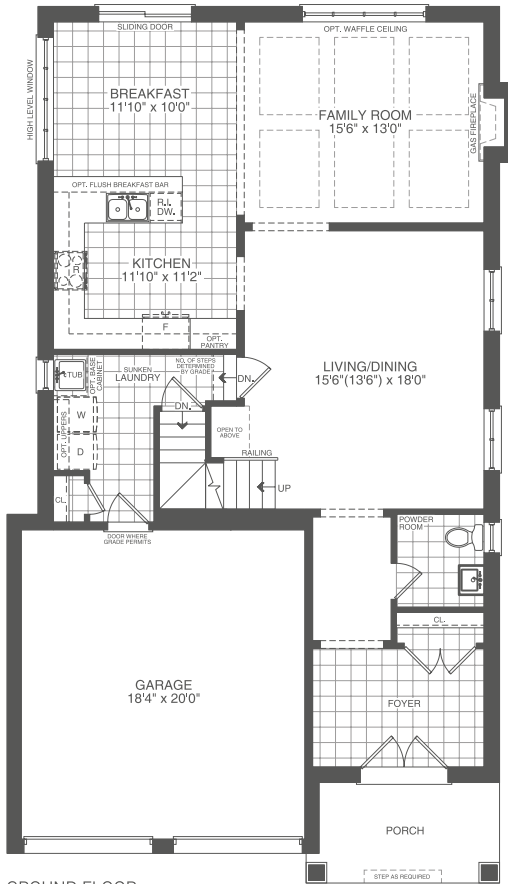 SLIDING DOOR
OPT. WAFFLE CEILING
HIGH LEVEL WINDOW
BREAKFAST
11'10" x 10'0"
FAMILY ROOM
15'6" x 13'0"
GAS FIREPLACE
OPT. FLUSH BREAKFAST BAR
R.I.
DW.
KITCHEN
11'10" x 11'2"
R
F
OPT.
PANTRY
TUB
OPT. BASE
CABINET
SUNKEN
LAUNDRY
NO. OF STEPS
DETERMINED
BY GRADE
DN.
LIVING/DINING
15'6"(13'6") x 18'0"
OPT. UPPERS
W
D
DN.
OPEN TO
ABOVE
RAILING
UP
CL.
DOOR WHERE
GRADE PERMITS
POWDER
ROOM
CL.
GARAGE
18'4" x 20'0"
FOYER
PORCH
STEP AS REQUIRED
GROUND FLOOR